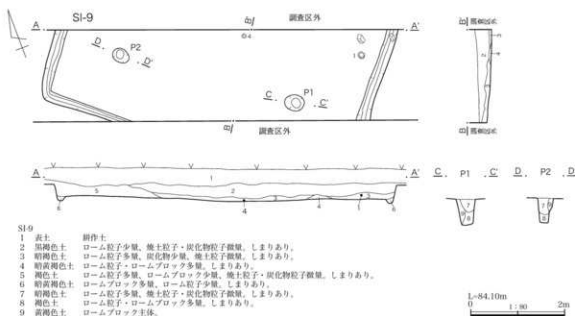 SI-9
調査区外
A
A'
B
B'
D
P2
D'
4
1
C
P1
C'
調査区外
A
A'
C P1 C' D P2 D'
SI-9
1 表土 耕作土
2 黒褐色土 ローム粒子少量、焼土粒子・炭化物粒子微量。しまりあり。
3 暗褐色土 ローム粒子多量、炭化物少量、焼土粒子微量。しまりあり。
4 暗黄褐色土 ローム粒子・ロームブロック多量。しまりあり。
5 褐色土 ローム粒子多量、ロームブロック少量、焼土粒子・炭化物粒子微量。しまりあり。
6 暗黄褐色土 ロームブロック多量、ローム粒子少量。しまりあり。
7 暗褐色土 ローム粒子多量、焼土粒子・炭化物粒子微量。しまりあり。
8 褐色土 ローム粒子・ロームブロック多量。しまりあり。
9 黄褐色土 ロームブロック主体。
L=84.10m
0 1:80 2m